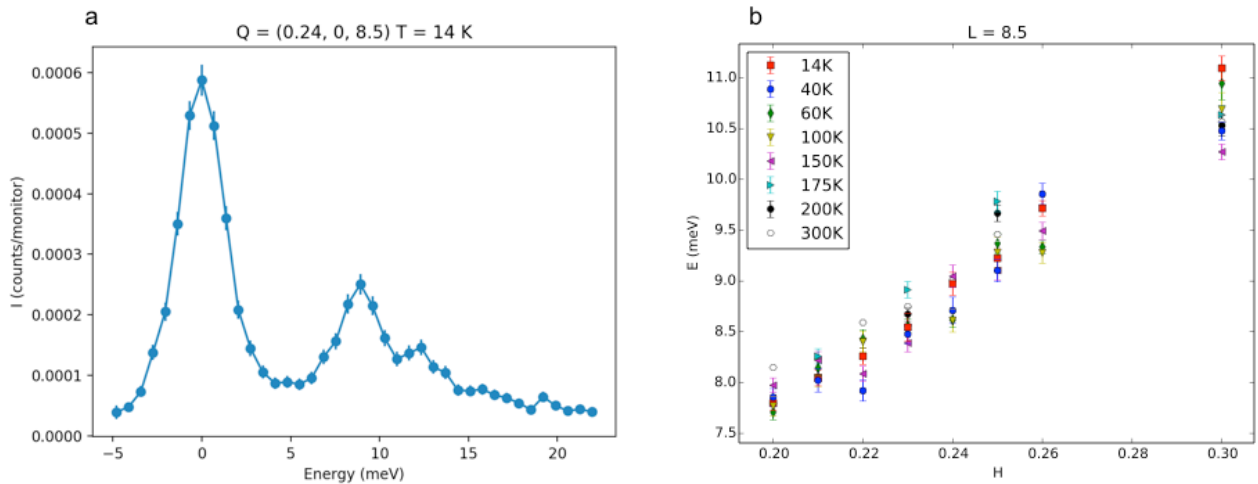 a
Q = (0.24, 0, 8.5) T = 14 K
0.0006
0.0005
0.0004
0.0003
0.0002
0.0001
0.0000
I (counts/monitor)
−5 0 5 10 15 20
Energy (meV)
b
L = 8.5
14K
40K
60K
100K
150K
175K
200K
300K
11.0
10.5
10.0
9.5
9.0
8.5
8.0
7.5
E (meV)
0.20 0.22 0.24 0.26 0.28 0.30
H